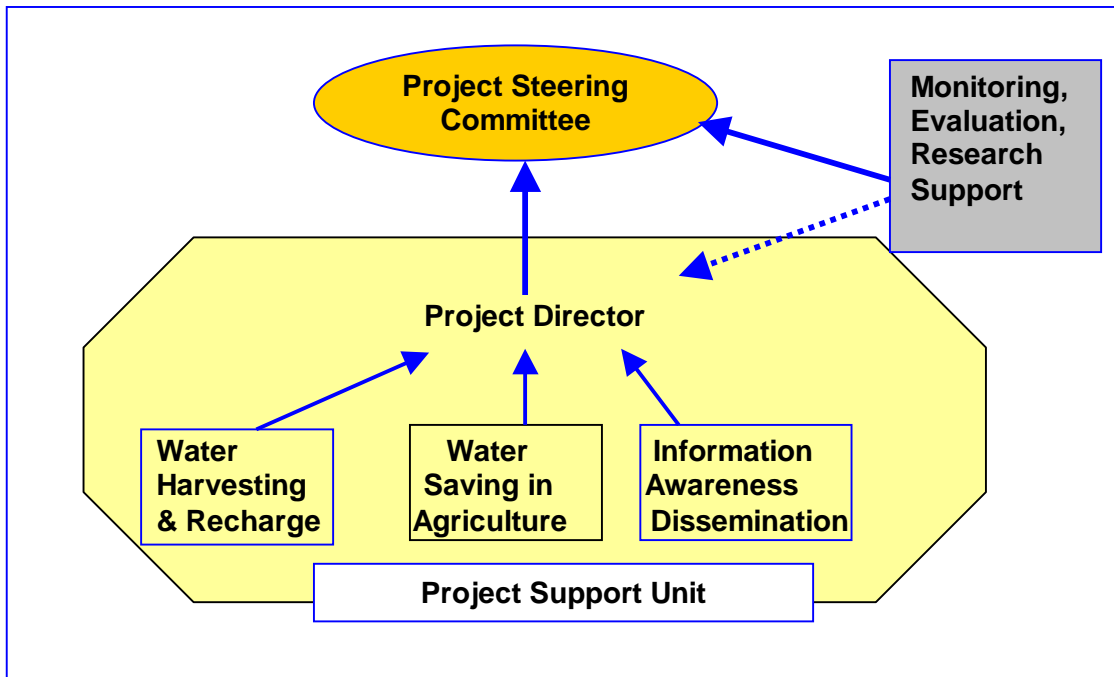 Project Steering
Committee
Monitoring,
Evaluation,
Research
Support
Project Director
Water
Harvesting
& Recharge
Water
Saving in
Agriculture
Information
Awareness
Dissemination
Project Support Unit